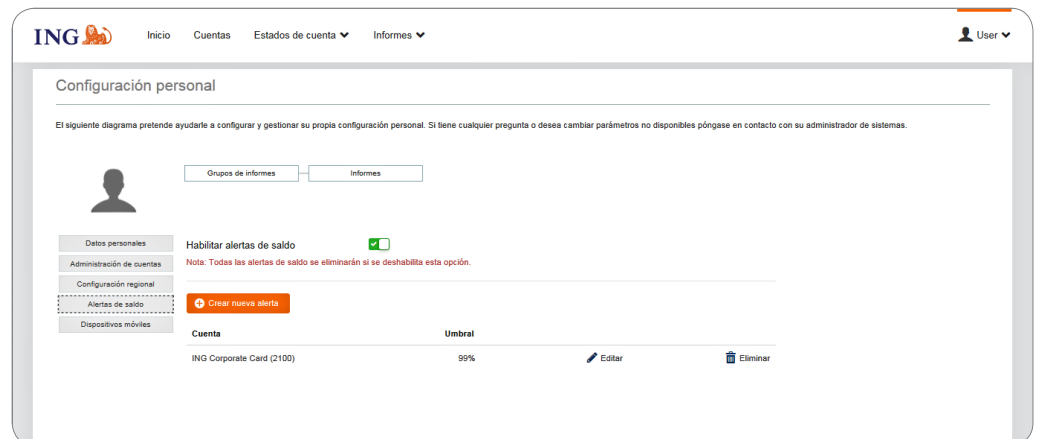 ING Inicio Cuentas Estados de cuenta Informes User
Configuración personal
El siguiente diagrama pretende ayudarle a configurar y gestionar su propia configuración personal. Si tiene cualquier pregunta o desea cambiar parámetros no disponibles póngase en contacto con su administrador de sistemas.
Grupos de informes Informes
Datos personales
Administración de cuentas
Configuración regional
Alertas de saldo
Dispositivos móviles
Habilitar alertas de saldo
Nota: Todas las alertas de saldo se eliminarán si se deshabilita esta opción.
Crear nueva alerta
Cuenta Umbral
ING Corporate Card (2100) 99% Editar Eliminar